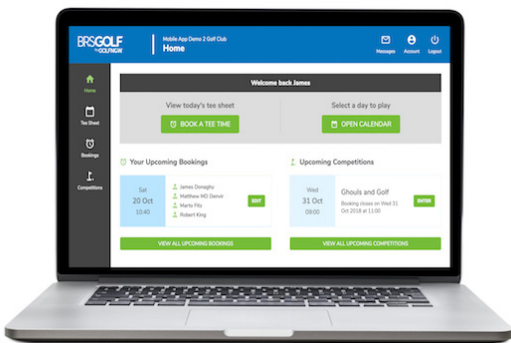 BRSGOLF
by GOLFNOW
Mobile App Demo 2 Golf Club
Home
Messages
Account
Logout
Home
Tee Sheet
Bookings
Competitions
Welcome back James
View today's tee sheet
BOOK A TEE TIME
Select a day to play
OPEN CALENDAR
Your Upcoming Bookings
Sat
20 Oct
10:40
James Donaghy
Matthew MD Demo1
Martin Fitz
Robert King
EDIT
VIEW ALL UPCOMING BOOKINGS
Upcoming Competitions
Wed
31 Oct
09:00
Ghouls and Golf
Booking closes on Wed 31
Oct 2018 at 11:00
ENTER
VIEW ALL UPCOMING COMPETITIONS